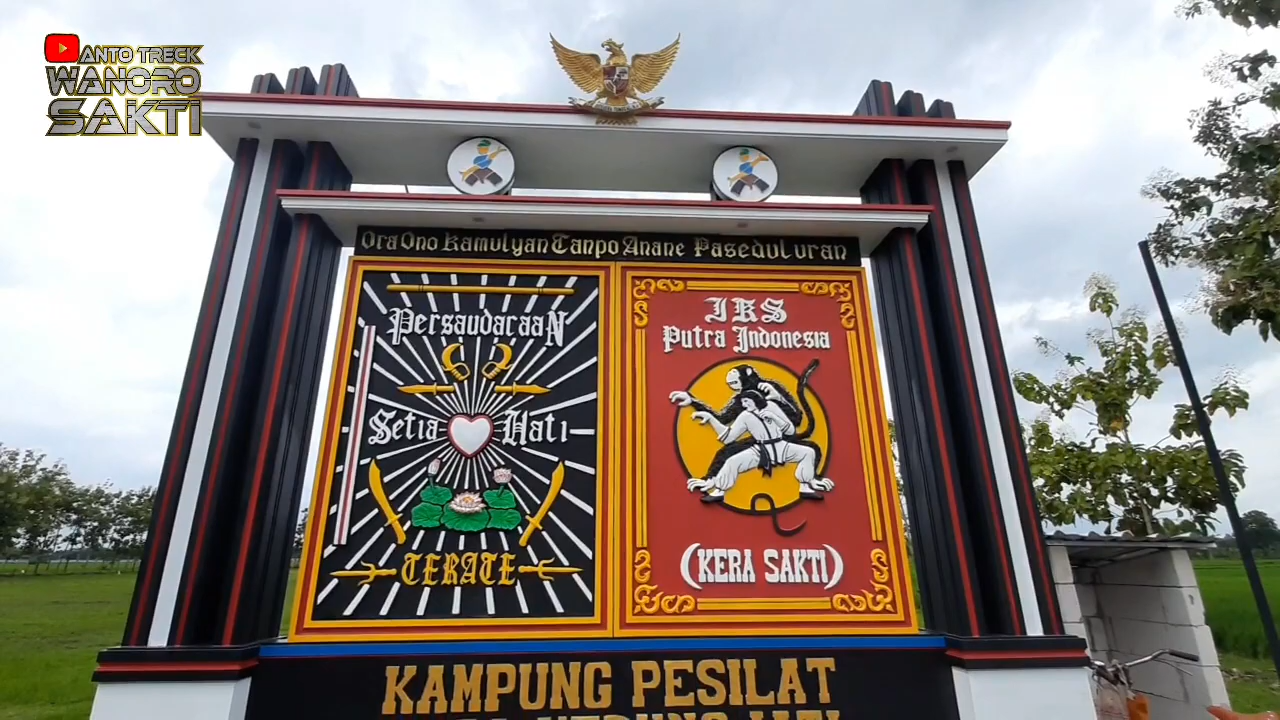 ANTO TRECK
WANORO
SAKTI
Ora Ono Kamulyan Tanpo Anane Paseduluran
Persaudaraan
Setia Hati
TERATE
IKS
Putra Indonesia
(KERA SAKTI)
KAMPUNG PESILAT